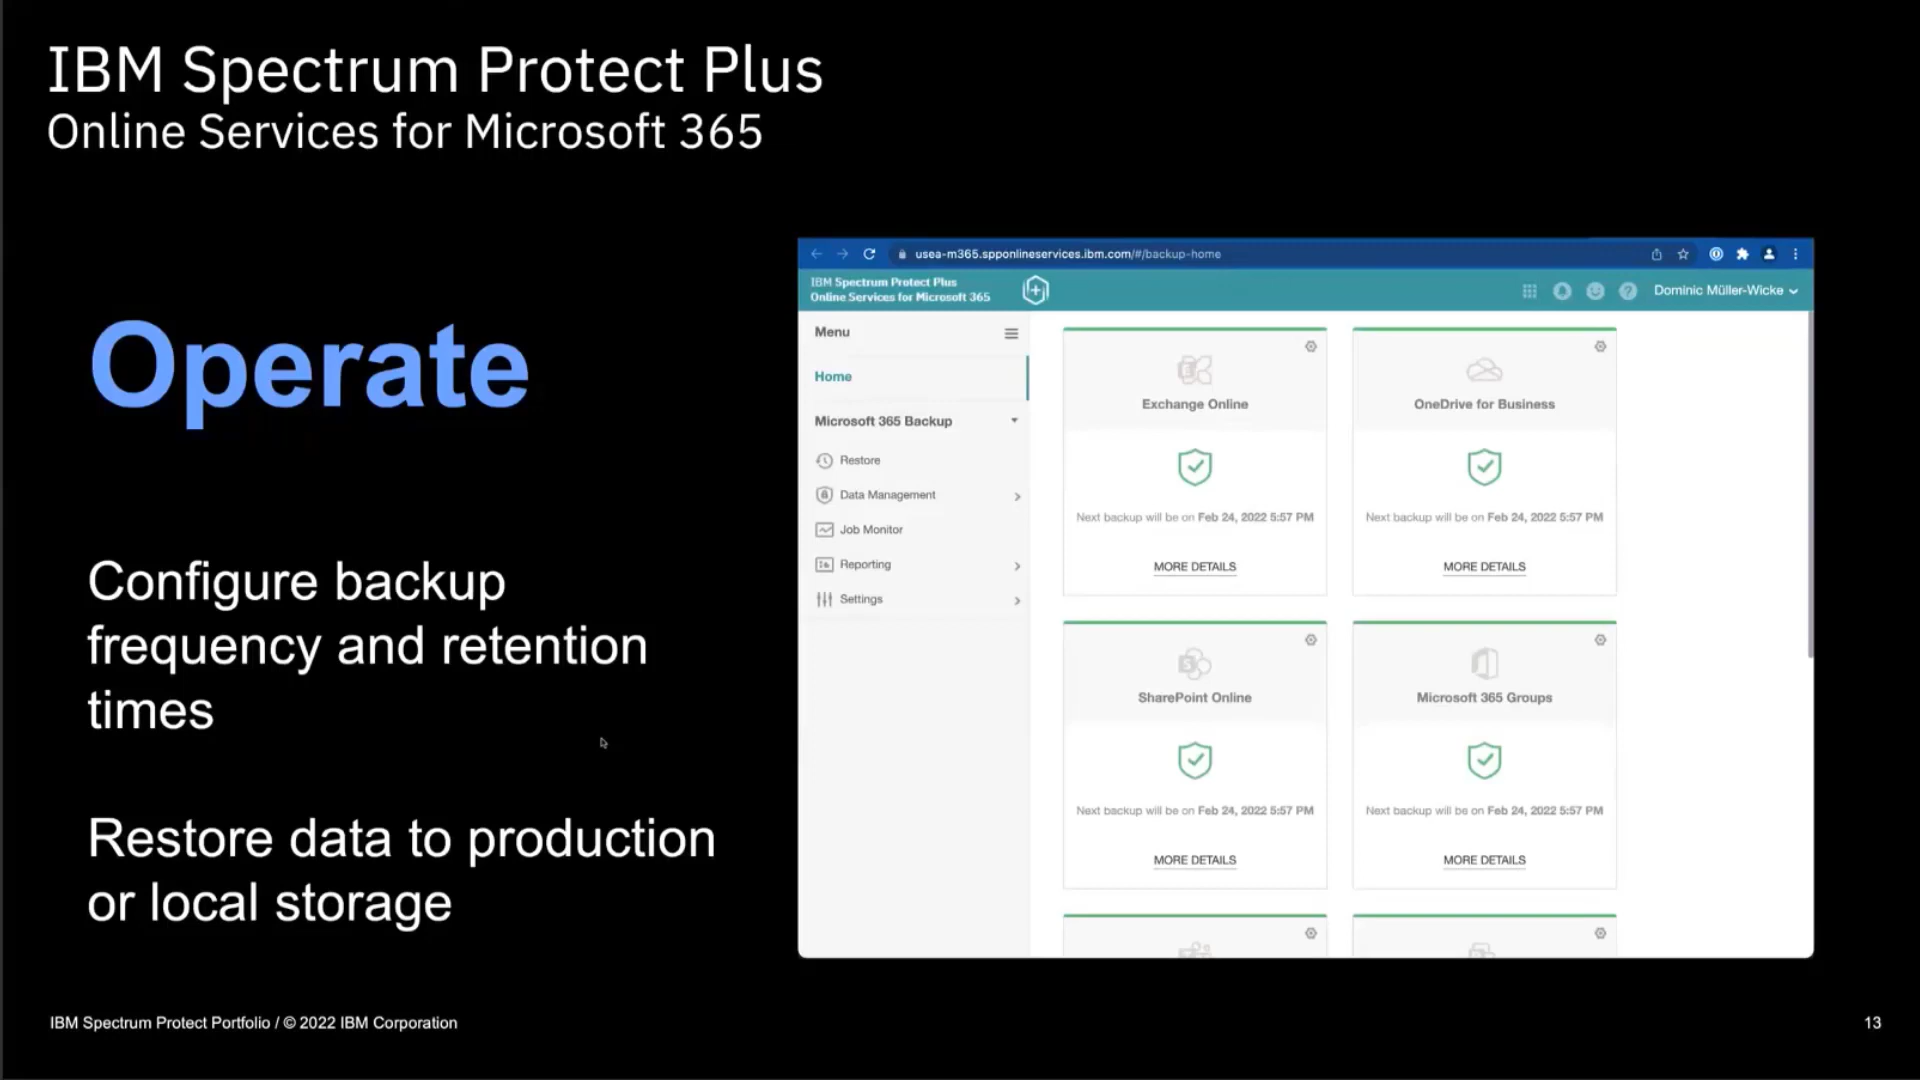 IBM Spectrum Protect Plus
Online Services for Microsoft 365
Operate
Configure backup
frequency and retention
times
Restore data to production
or local storage
usea-m365.spponlineservices.ibm.com/#/backup-home
IBM Spectrum Protect Plus
Online Services for Microsoft 365
Dominic Müller-Wicke
Menu
Home
Microsoft 365 Backup
Restore
Data Management
Job Monitor
Reporting
Settings
Exchange Online
Next backup will be on Feb 24, 2022 5:57 PM
MORE DETAILS
OneDrive for Business
Next backup will be on Feb 24, 2022 5:57 PM
MORE DETAILS
SharePoint Online
Next backup will be on Feb 24, 2022 5:57 PM
MORE DETAILS
Microsoft 365 Groups
Next backup will be on Feb 24, 2022 5:57 PM
MORE DETAILS
IBM Spectrum Protect Portfolio / © 2022 IBM Corporation
13